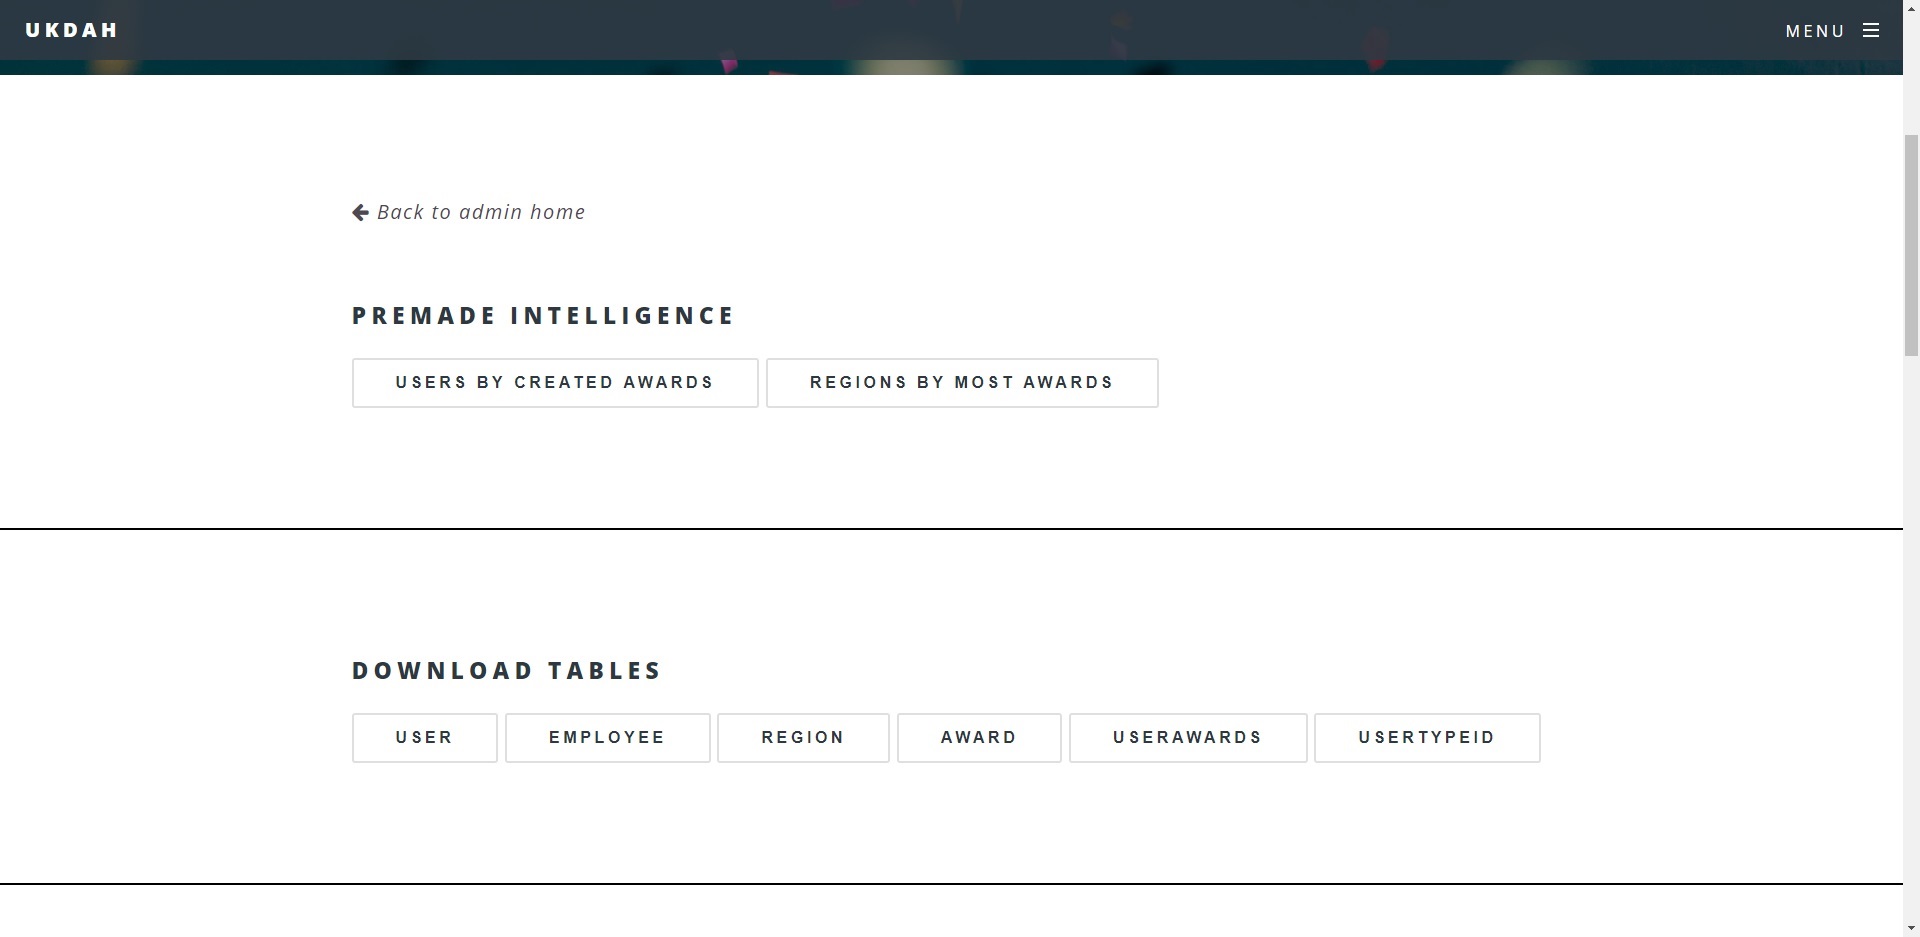 UKDAH
MENU
Back to admin home
PREMADE INTELLIGENCE
USERS BY CREATED AWARDS
REGIONS BY MOST AWARDS
DOWNLOAD TABLES
USER
EMPLOYEE
REGION
AWARD
USERAWARDS
USERTYPEID